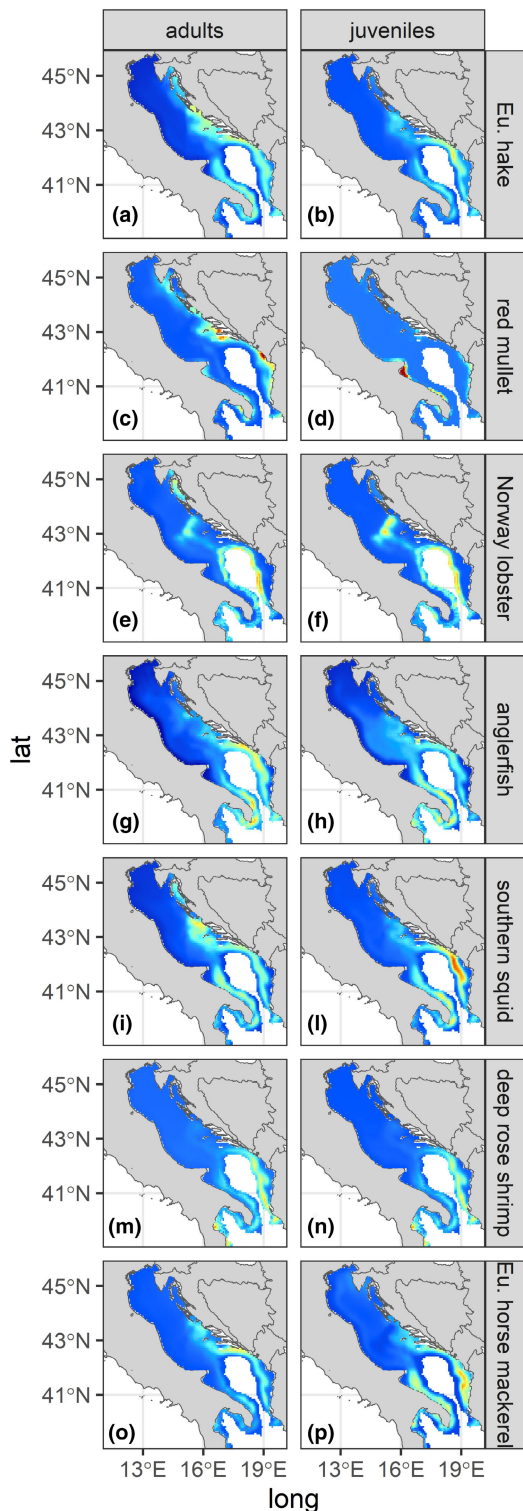 adults juveniles
45°N
43°N
41°N
(a) (b)
Eu. hake
45°N
43°N
41°N
(c) (d)
red mullet
45°N
43°N
41°N
(e) (f)
Norway lobster
45°N
43°N
41°N
(g) (h)
anglerfish
lat
45°N
43°N
41°N
(i) (l)
southern squid
45°N
43°N
41°N
(m) (n)
deep rose shrimp
45°N
43°N
41°N
(o) (p)
Eu. horse mackerel
13°E 16°E 19°E 13°E 16°E 19°E
long